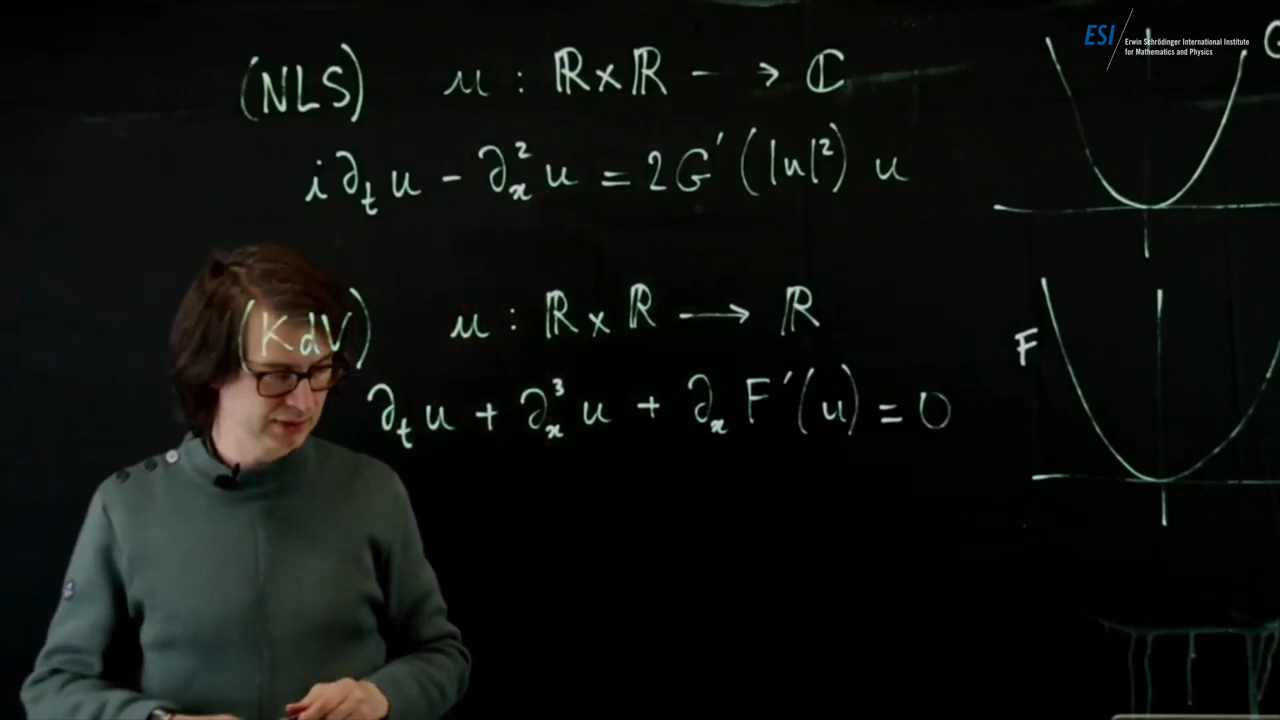 ESI Erwin Schrödinger International Institute
for Mathematics and Physics
(NLS) u : ℝ×ℝ → ℂ
i∂ₜu - ∂ₓ²u = 2G′(|u|²) u
(KdV) u : ℝ×ℝ → ℝ
F
∂ₜu + ∂ₓ³u + ∂ₓF′(u) = 0